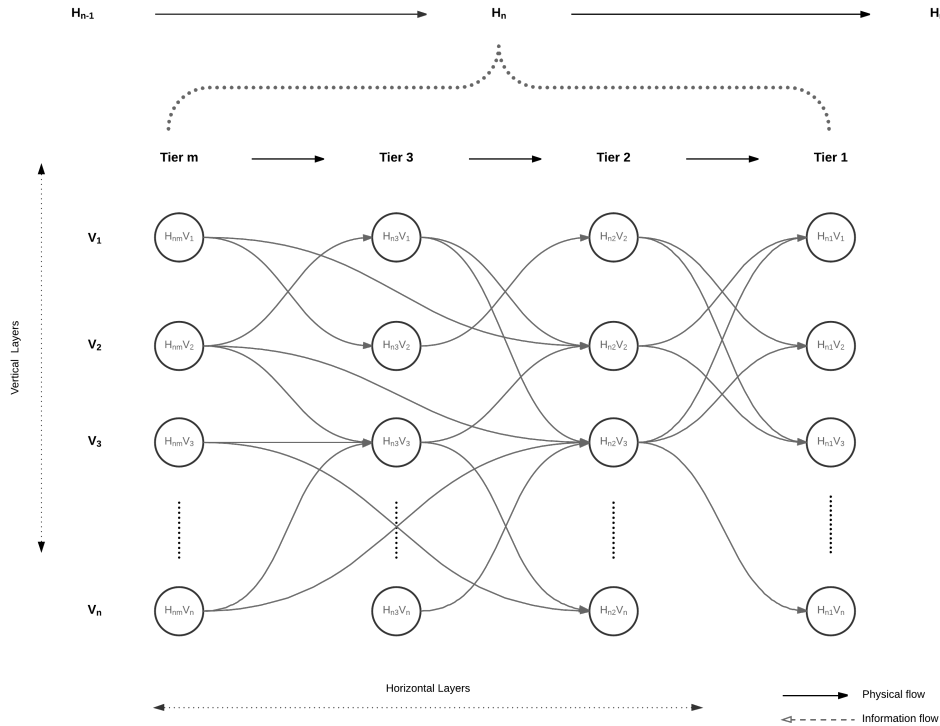 Hn-1 Hn H
Tier m Tier 3 Tier 2 Tier 1
V1 HnmV1 Hn3V1 Hn2V2 Hn1V1
Vertical Layers
V2 HnmV2 Hn3V2 Hn2V2 Hn1V2
V3 HnmV3 Hn3V3 Hn2V3 Hn1V3
Vn HnmVn Hn3Vn Hn2Vn Hn1Vn
Horizontal Layers
Physical flow
Information flow